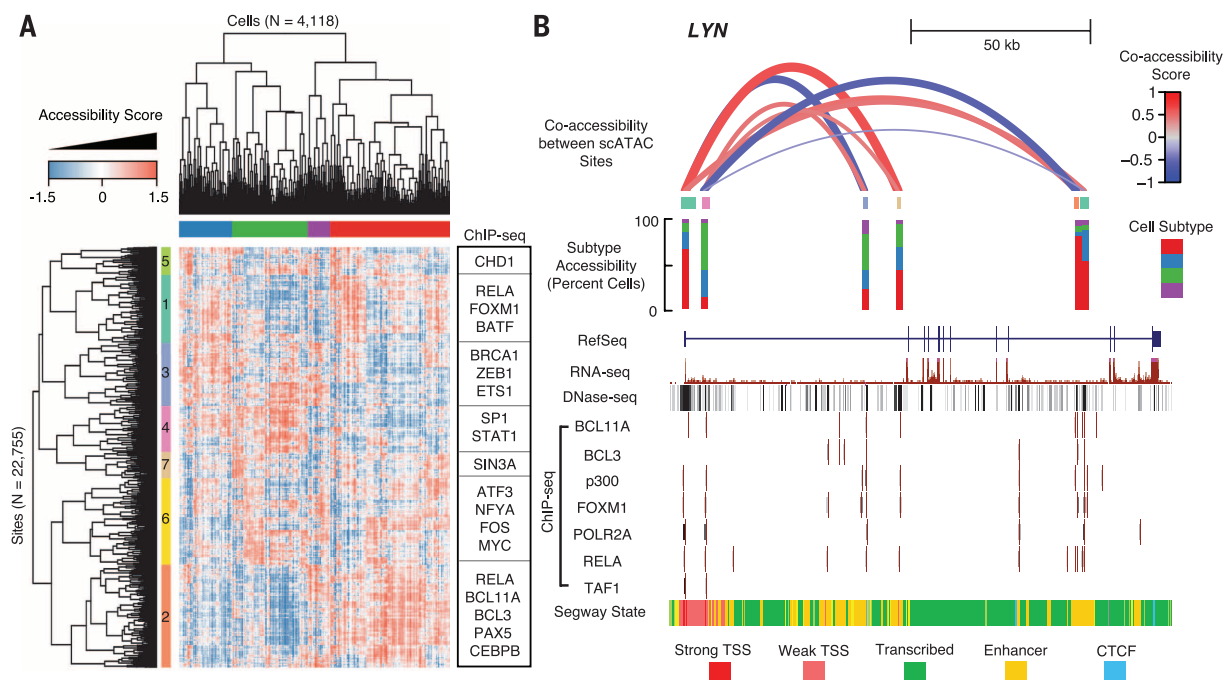 A
Cells (N = 4,118)
Accessibility Score
-1.5
0
1.5
ChIP-seq
Sites (N = 22,755)
5
1
3
4
7
6
2
CHD1
RELA
FOXM1
BATF
BRCA1
ZEB1
ETS1
SP1
STAT1
SIN3A
ATF3
NFYA
FOS
MYC
RELA
BCL11A
BCL3
PAX5
CEBPB
B
LYN
50 kb
Co-accessibility
Score
1
0.5
0
−0.5
−1
Co-accessibility
between scATAC
Sites
100
0
Subtype
Accessibility
(Percent Cells)
Cell Subtype
RefSeq
RNA-seq
DNase-seq
ChIP-seq
BCL11A
BCL3
p300
FOXM1
POLR2A
RELA
TAF1
Segway State
Strong TSS
Weak TSS
Transcribed
Enhancer
CTCF